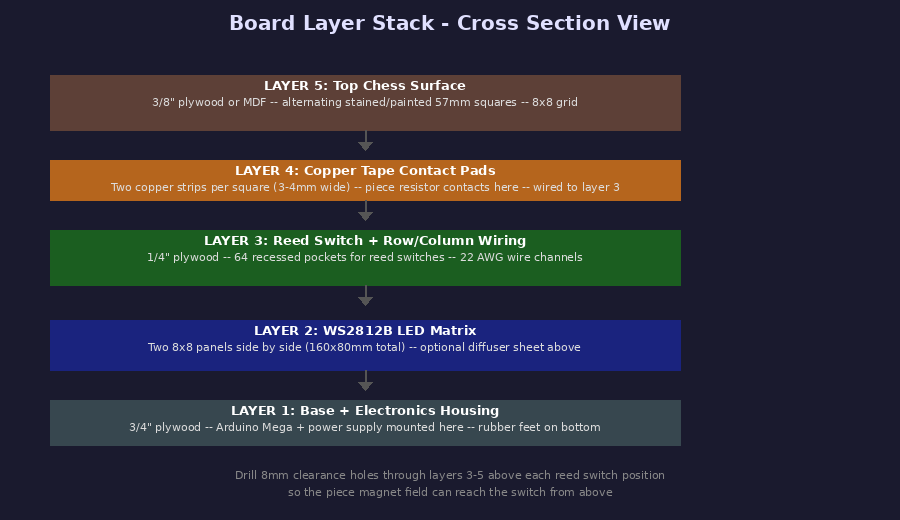 Board Layer Stack - Cross Section View
LAYER 5: Top Chess Surface
3/8" plywood or MDF -- alternating stained/painted 57mm squares -- 8x8 grid
LAYER 4: Copper Tape Contact Pads
Two copper strips per square (3-4mm wide) -- piece resistor contacts here -- wired to layer 3
LAYER 3: Reed Switch + Row/Column Wiring
1/4" plywood -- 64 recessed pockets for reed switches -- 22 AWG wire channels
LAYER 2: WS2812B LED Matrix
Two 8x8 panels side by side (160x80mm total) -- optional diffuser sheet above
LAYER 1: Base + Electronics Housing
3/4" plywood -- Arduino Mega + power supply mounted here -- rubber feet on bottom
Drill 8mm clearance holes through layers 3-5 above each reed switch position
so the piece magnet field can reach the switch from above